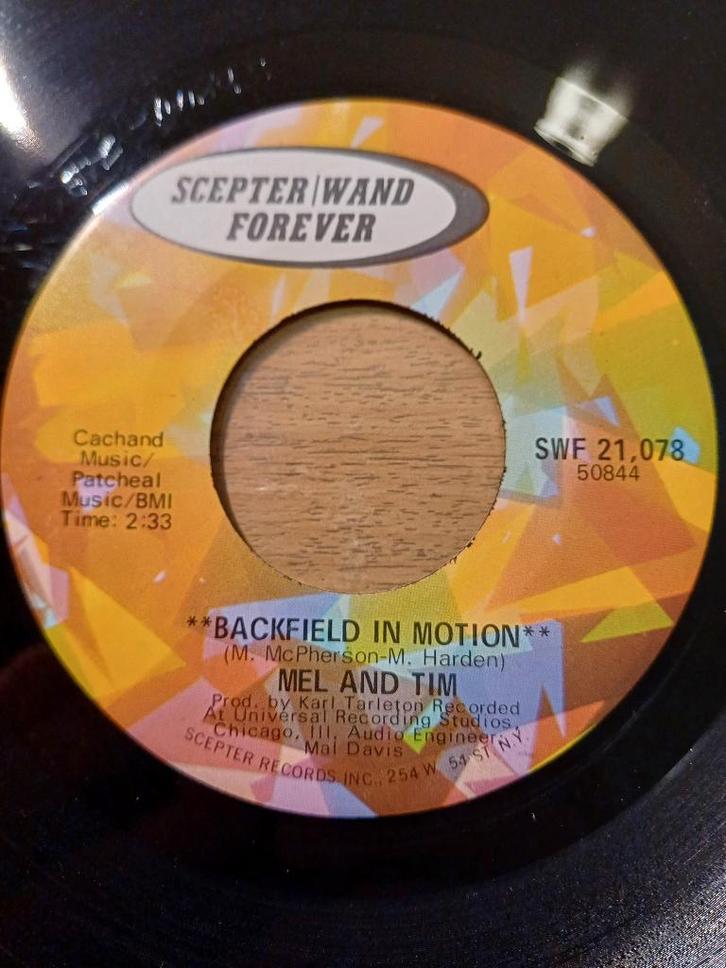 SCEPTER|WAND
FOREVER
Cachand
Music/
Patcheal
Music/BMI
Time: 2:33
SWF 21,078
50844
**BACKFIELD IN MOTION**
(M. McPherson-M. Harden)
MEL AND TIM
Prod. by Karl Tarleton Recorded
At Universal Recording Studios,
Chicago, Ill, Audio Engineer:
Mal Davis
SCEPTER RECORDS INC., 254 W. 54 ST N.Y.